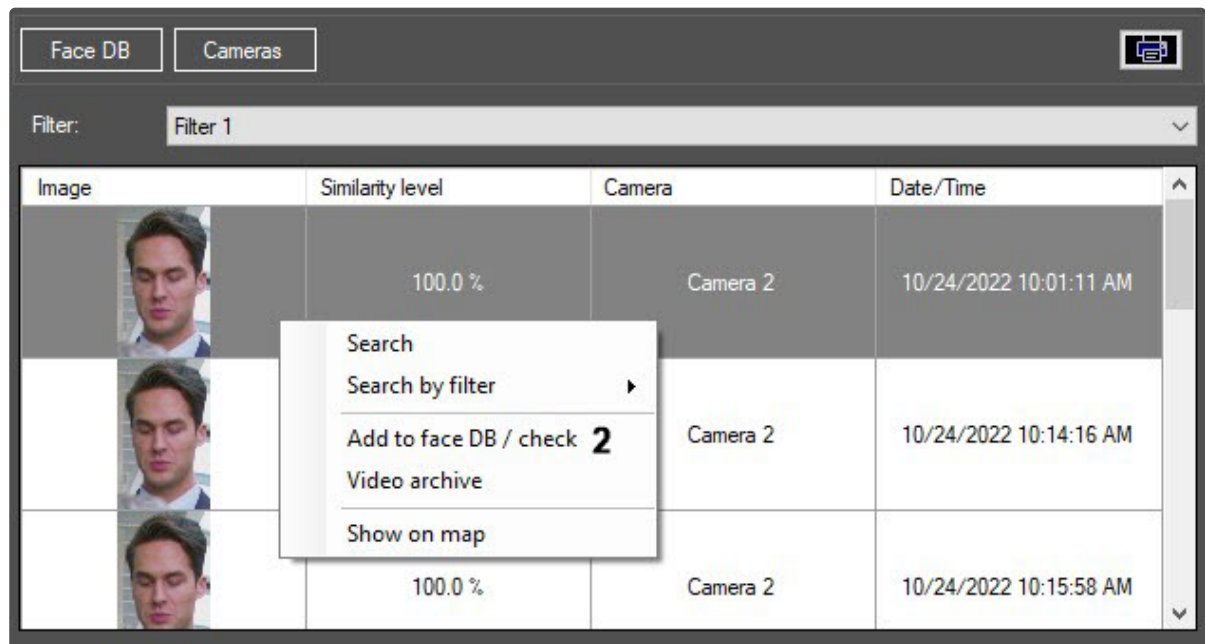 Face DB Cameras
Filter: Filter 1
Image Similarity level Camera Date/Time
100.0 % Camera 2 10/24/2022 10:01:11 AM
Search
Search by filter
Add to face DB / check 2
Video archive
Show on map
Camera 2 10/24/2022 10:14:16 AM
100.0 % Camera 2 10/24/2022 10:15:58 AM